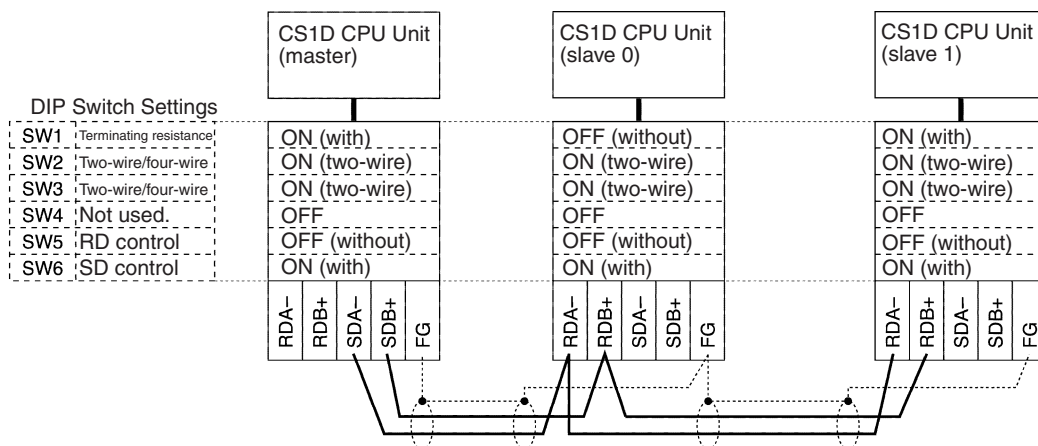 CS1D CPU Unit
(master)
CS1D CPU Unit
(slave 0)
CS1D CPU Unit
(slave 1)
DIP Switch Settings
SW1 Terminating resistance ON (with) OFF (without) ON (with)
SW2 Two-wire/four-wire ON (two-wire) ON (two-wire) ON (two-wire)
SW3 Two-wire/four-wire ON (two-wire) ON (two-wire) ON (two-wire)
SW4 Not used. OFF OFF OFF
SW5 RD control OFF (without) OFF (without) OFF (without)
SW6 SD control ON (with) ON (with) ON (with)
RDA− RDB+ SDA− SDB+ FG RDA− RDB+ SDA− SDB+ FG RDA− RDB+ SDA− SDB+ FG